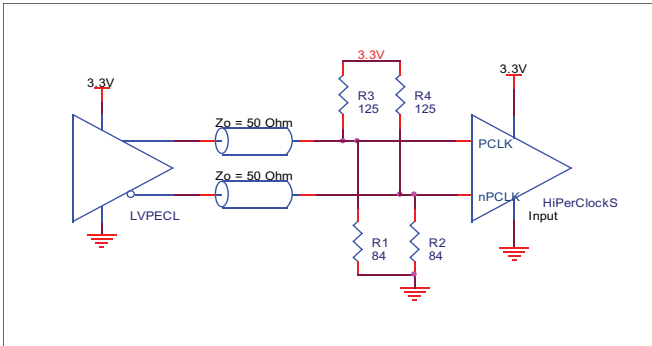 3.3V
3.3V
3.3V
R3
125
R4
125
Zo = 50 Ohm
PCLK
Zo = 50 Ohm
nPCLK
HiPerClockS
Input
LVPECL
R1
84
R2
84